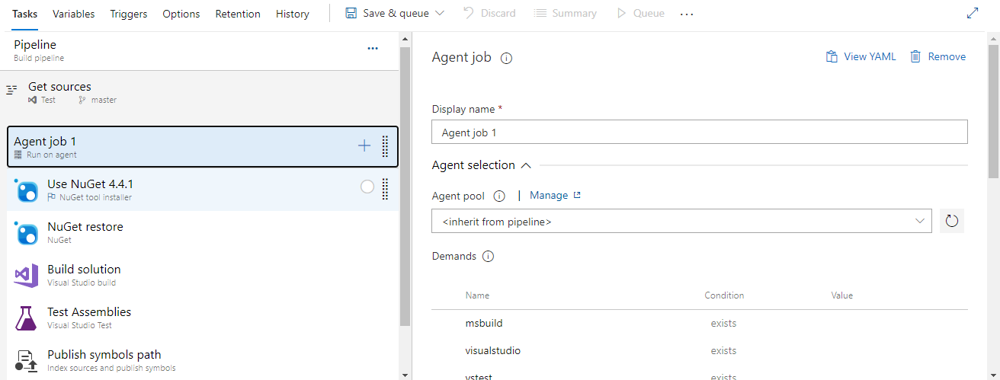 Tasks Variables Triggers Options Retention History Save & queue Discard Summary Queue ...
Pipeline
Build pipeline
Get sources
Test master
Agent job 1
Run on agent
Use NuGet 4.4.1
NuGet tool installer
NuGet restore
NuGet
Build solution
Visual Studio build
Test Assemblies
Visual Studio Test
Publish symbols path
Index sources and publish symbols
Agent job View YAML Remove
Display name *
Agent job 1
Agent selection
Agent pool | Manage
<inherit from pipeline>
Demands
Name Condition Value
msbuild exists
visualstudio exists
vstest exists